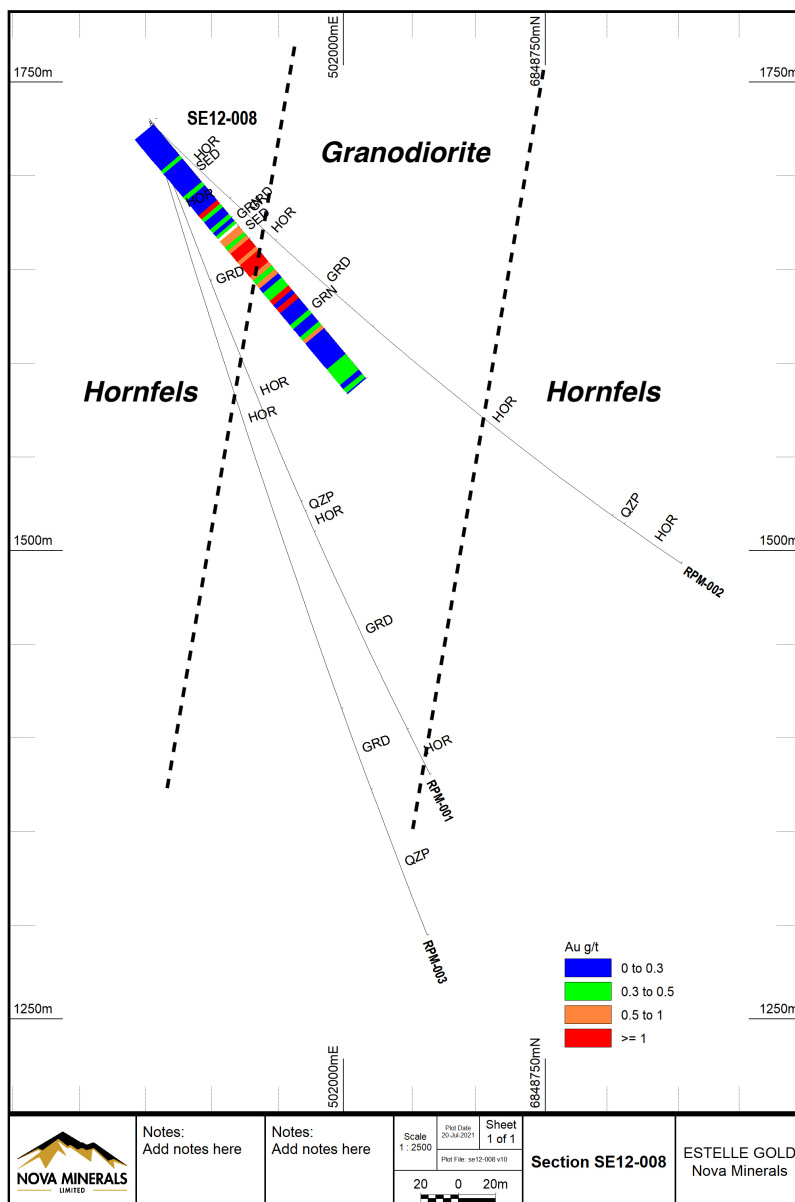 502000mE
6848750mN
1750m
1750m
SE12-008
HOR
SED
Granodiorite
HOR
GRN
GRD
SED
HOR
GRD
GRD
GRN
Hornfels
HOR
HOR
Hornfels
HOR
QZP
HOR
QZP
HOR
1500m
1500m
RPM-002
GRD
GRD
HOR
RPM-001
QZP
RPM-003
Au g/t
0 to 0.3
0.3 to 0.5
0.5 to 1
>= 1
1250m
1250m
502000mE
6848750mN
NOVA MINERALS
LIMITED
Notes:
Add notes here
Notes:
Add notes here
Scale
1 : 2500
Plot Date
20-Jul-2021
Sheet
1 of 1
Plot File: se12-008 v10
20 0 20m
Section SE12-008
ESTELLE GOLD
Nova Minerals